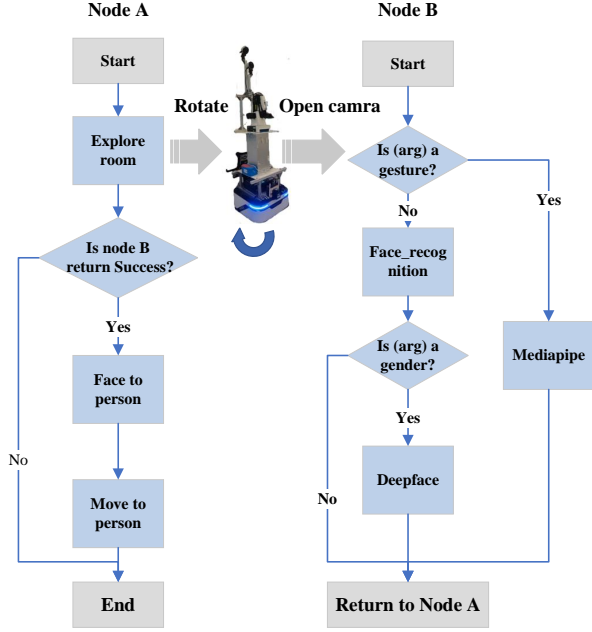 Node A
Start
Explore
room
Is node B
return Success?
Yes
Face to
person
No
Move to
person
End
Rotate
Open camra
Node B
Start
Is (arg) a
gesture?
Yes
No
Face_recog
nition
Is (arg) a
gender?
Mediapipe
Yes
Deepface
No
Return to Node A